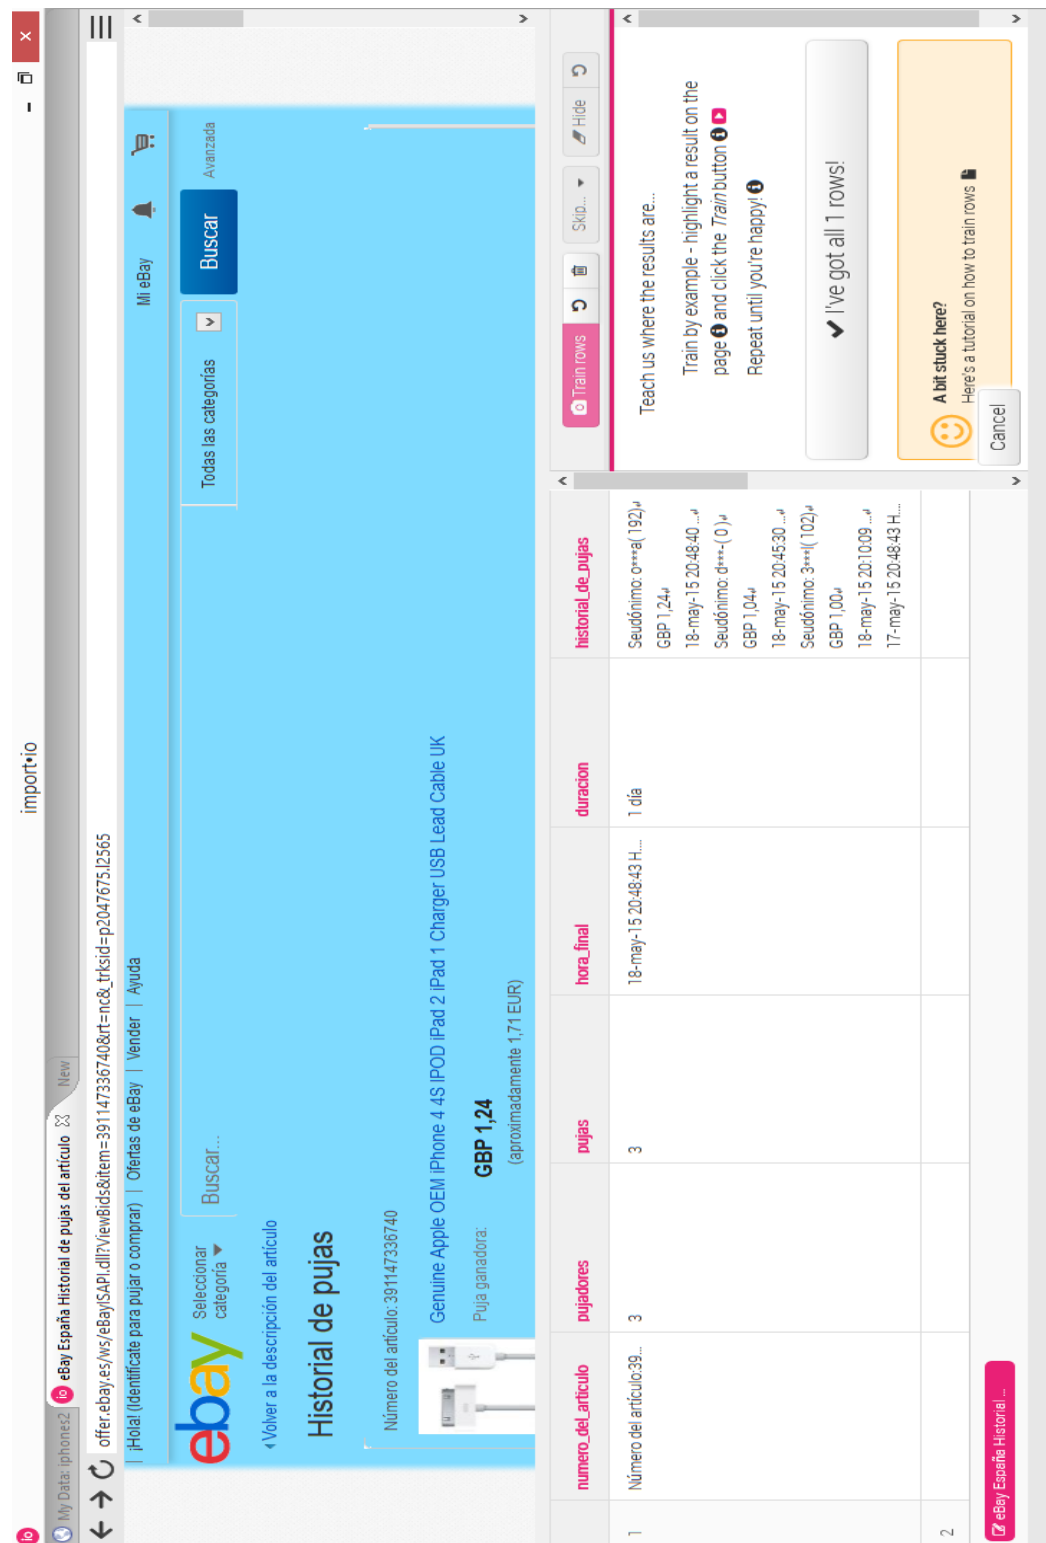 io
import•io
My Data: iphones2
io eBay España Historial de pujas del artículo
New
offer.ebay.es/ws/eBayISAPI.dll?ViewBids&item=391147336740&rt=nc&_trksid=p2047675.l2565
¡Hola! (Identifícate para pujar o comprar) | Ofertas de eBay | Vender | Ayuda
Mi eBay
ebay
Seleccionar
categoría
Buscar...
Todas las categorías
Buscar
Avanzada
Volver a la descripción del artículo
Historial de pujas
Número del artículo: 391147336740
Genuine Apple OEM iPhone 4 4S IPOD iPad 2 iPad 1 Charger USB Lead Cable UK
Puja ganadora:
GBP 1,24
(aproximadamente 1,71 EUR)
numero_del_articulo pujadores pujas hora_final duracion historial_de_pujas
1 Número del artículo:39... 3 3 18-may-15 20:48:43 H.... 1 día Seudónimo: o***a( 192)↲
GBP 1,24↲
18-may-15 20:48:40 ...↲
Seudónimo: d***-( 0 )↲
GBP 1,04↲
18-may-15 20:45:30 ...↲
Seudónimo: 3***l( 102)↲
GBP 1,00↲
18-may-15 20:10:09 ...↲
17-may-15 20:48:43 H....
2
Train rows
Skip...
Hide
Teach us where the results are...
Train by example - highlight a result on the
page and click the Train button
Repeat until you're happy!
I've got all 1 rows!
A bit stuck here?
Here's a tutorial on how to train rows
Cancel
eBay España Historial ...